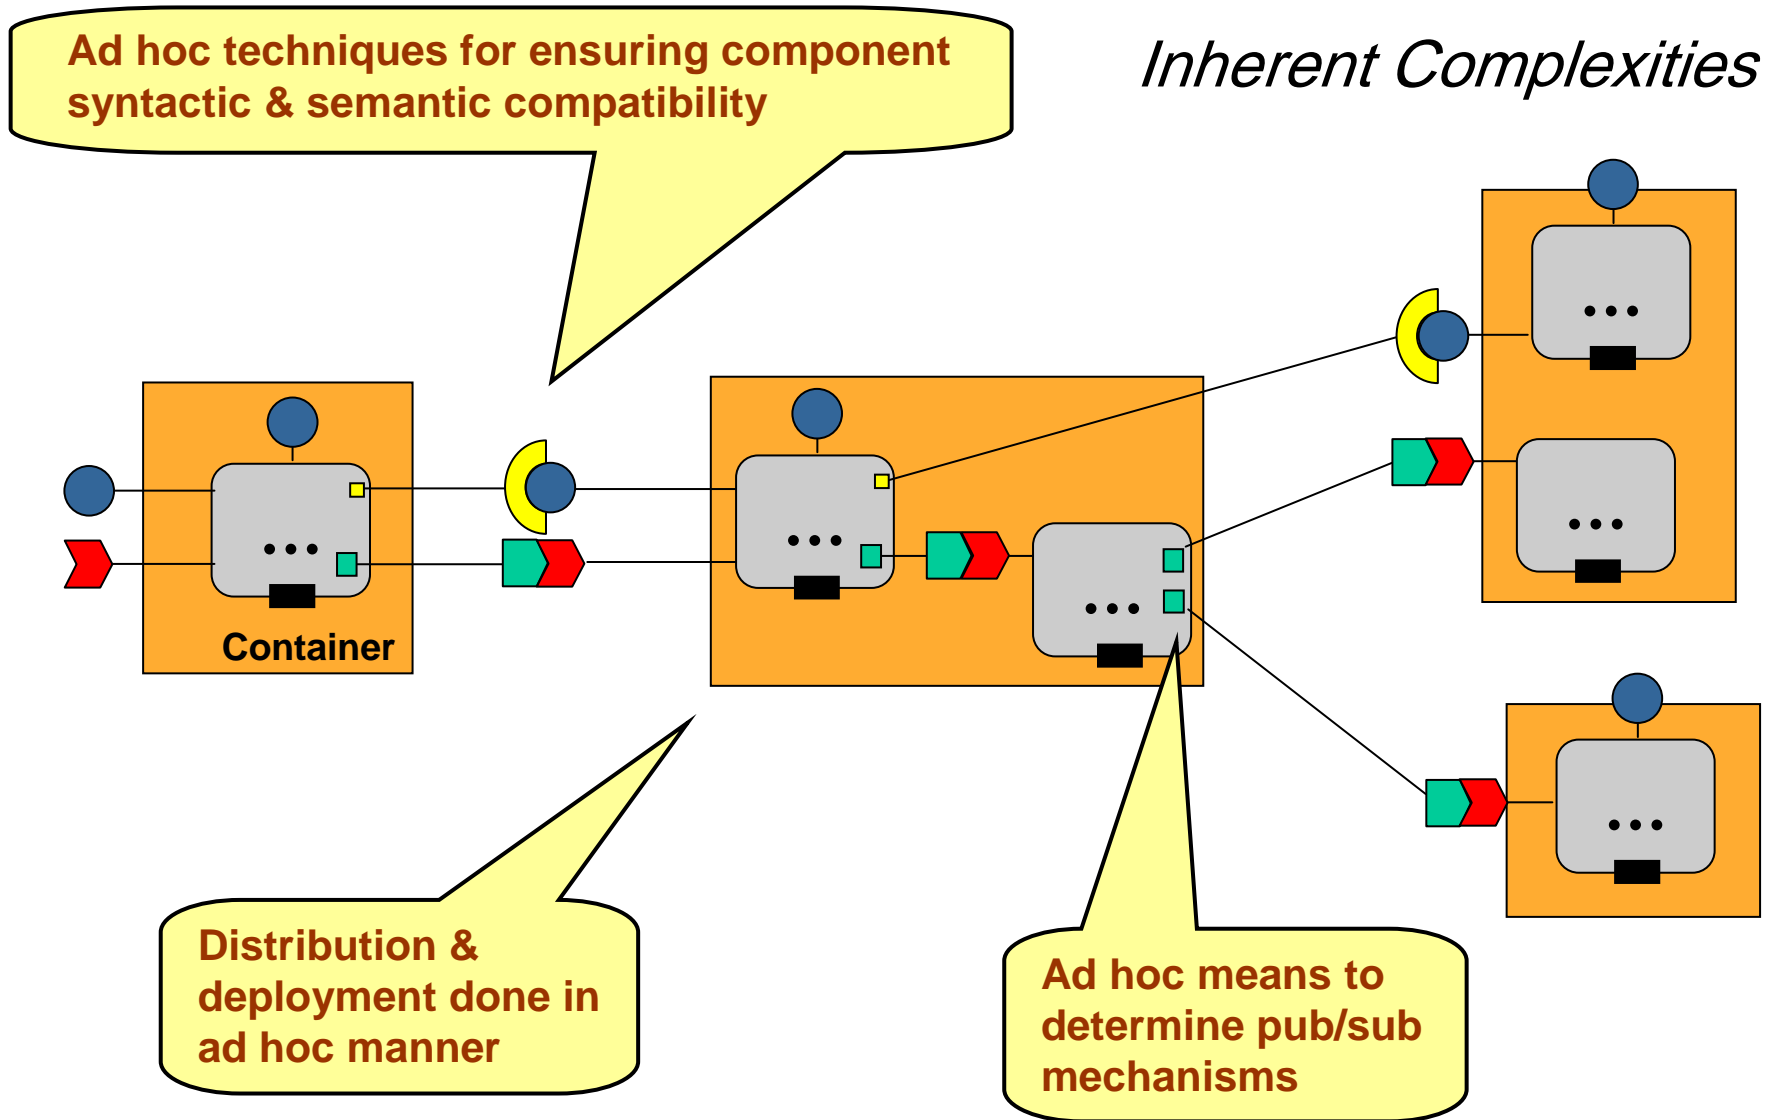 Inherent Complexities
Ad hoc techniques for ensuring component
syntactic & semantic compatibility
Container
Distribution &
deployment done in
ad hoc manner
Ad hoc means to
determine pub/sub
mechanisms